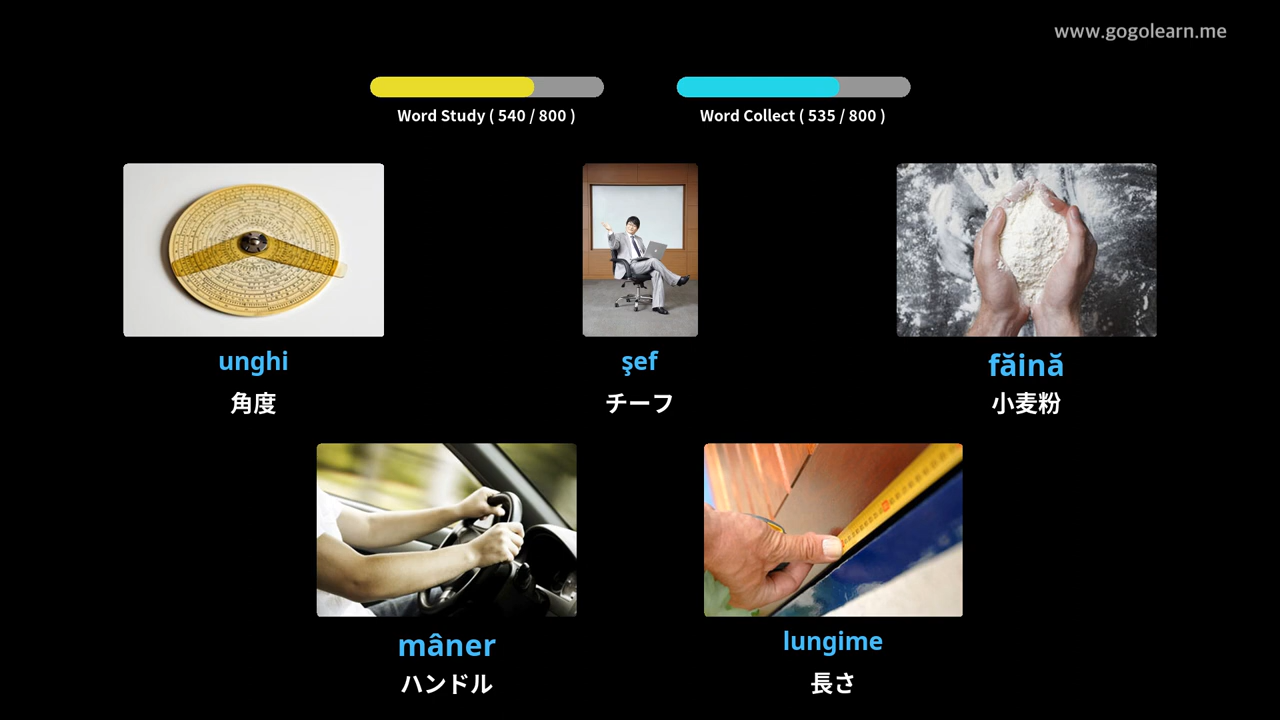 www.gogolearn.me
Word Study ( 540 / 800 )
Word Collect ( 535 / 800 )
unghi
角度
şef
チーフ
făină
小麦粉
mâner
ハンドル
lungime
長さ